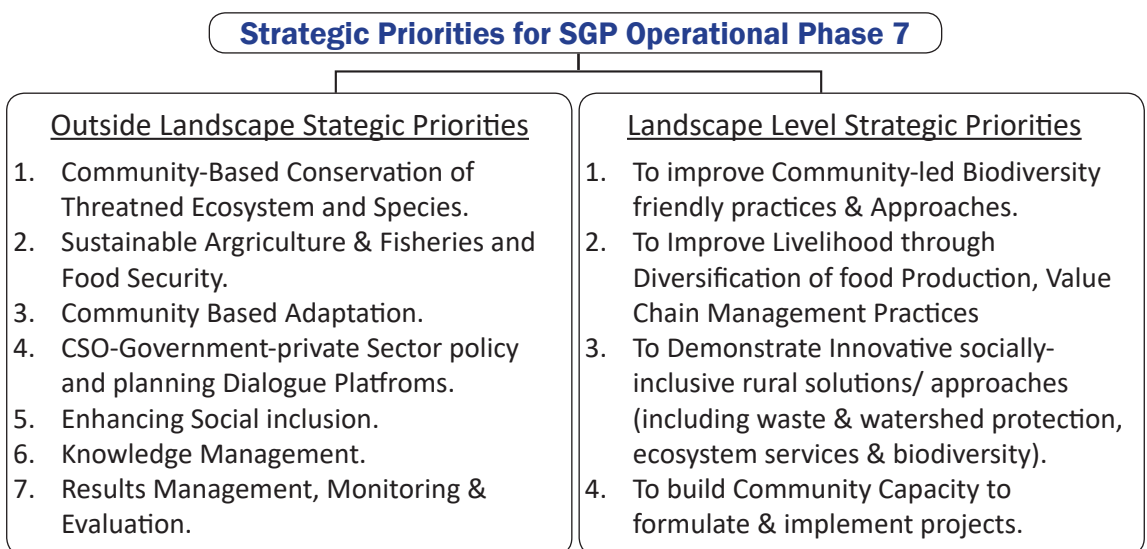 Strategic Priorities for SGP Operational Phase 7
Outside Landscape Stategic Priorities
1. Community-Based Conservation of
Threatned Ecosystem and Species.
2. Sustainable Argriculture & Fisheries and
Food Security.
3. Community Based Adaptation.
4. CSO-Government-private Sector policy
and planning Dialogue Platfroms.
5. Enhancing Social inclusion.
6. Knowledge Management.
7. Results Management, Monitoring &
Evaluation.
Landscape Level Strategic Priorities
1. To improve Community-led Biodiversity
friendly practices & Approaches.
2. To Improve Livelihood through
Diversification of food Production, Value
Chain Management Practices
3. To Demonstrate Innovative socially-
inclusive rural solutions/ approaches
(including waste & watershed protection,
ecosystem services & biodiversity).
4. To build Community Capacity to
formulate & implement projects.